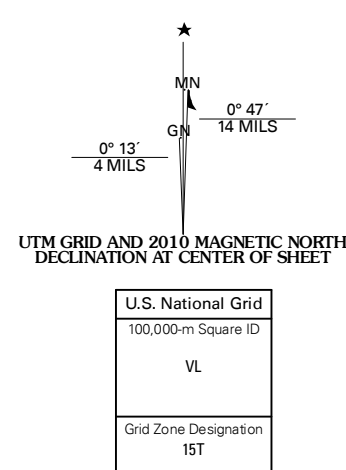 MN
0° 47´
14 MILS
GN
0° 13´
4 MILS
UTM GRID AND 2010 MAGNETIC NORTH
DECLINATION AT CENTER OF SHEET
U.S. National Grid
100,000-m Square ID
VL
Grid Zone Designation
15T